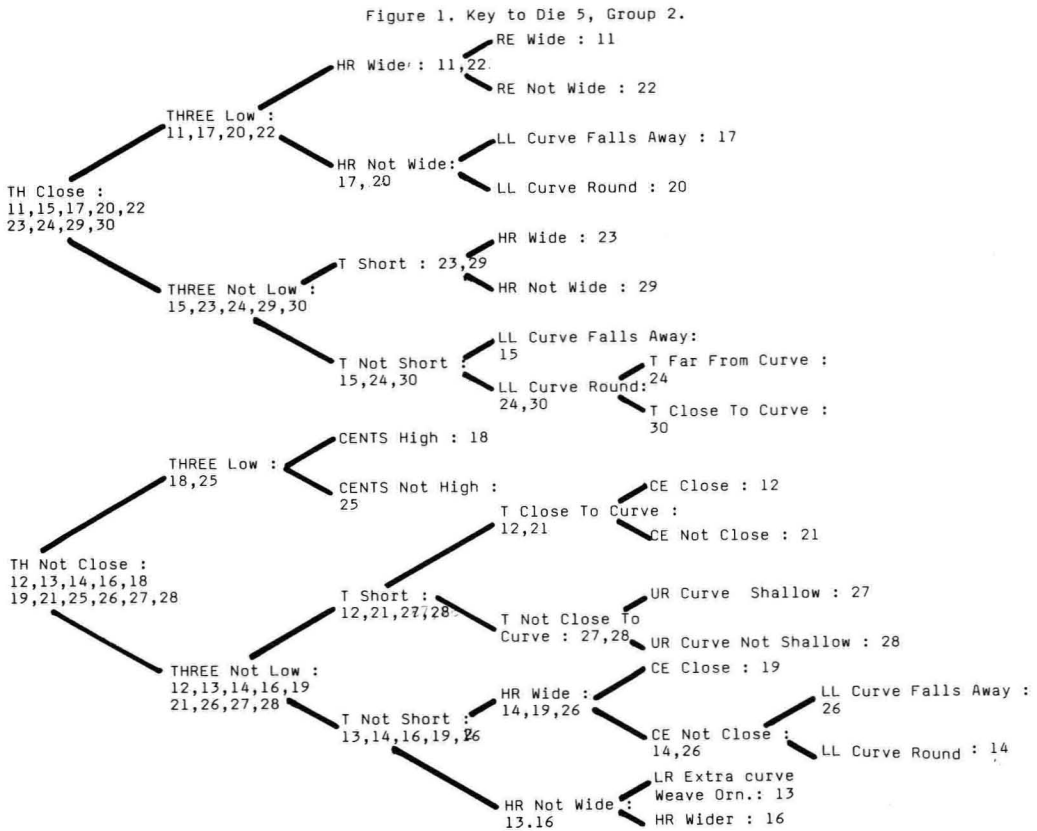 Figure 1. Key to Die 5, Group 2.
RE Wide : 11
HR Wide : 11,22
RE Not Wide : 22
THREE Low :
11,17,20,22
LL Curve Falls Away : 17
HR Not Wide:
17,20
LL Curve Round : 20
TH Close :
11,15,17,20,22
23,24,29,30
HR Wide : 23
T Short : 23,29
HR Not Wide : 29
THREE Not Low :
15,23,24,29,30
LL Curve Falls Away:
15
T Not Short :
15,24,30
T Far From Curve :
24
LL Curve Round:
24,30
T Close To Curve :
30
CENTS High : 18
THREE Low :
18,25
CENTS Not High :
25
CE Close : 12
T Close To Curve :
12,21
CE Not Close : 21
TH Not Close :
12,13,14,16,18
19,21,25,26,27,28
T Short :
12,21,27,28
UR Curve Shallow : 27
T Not Close To
Curve : 27,28
UR Curve Not Shallow : 28
THREE Not Low :
12,13,14,16,19
21,26,27,28
CE Close : 19
HR Wide :
14,19,26
LL Curve Falls Away :
26
T Not Short :
13,14,16,19,26
CE Not Close :
14,26
LL Curve Round : 14
LR Extra curve
Weave Orn.: 13
HR Not Wide :
13.16
HR Wider : 16